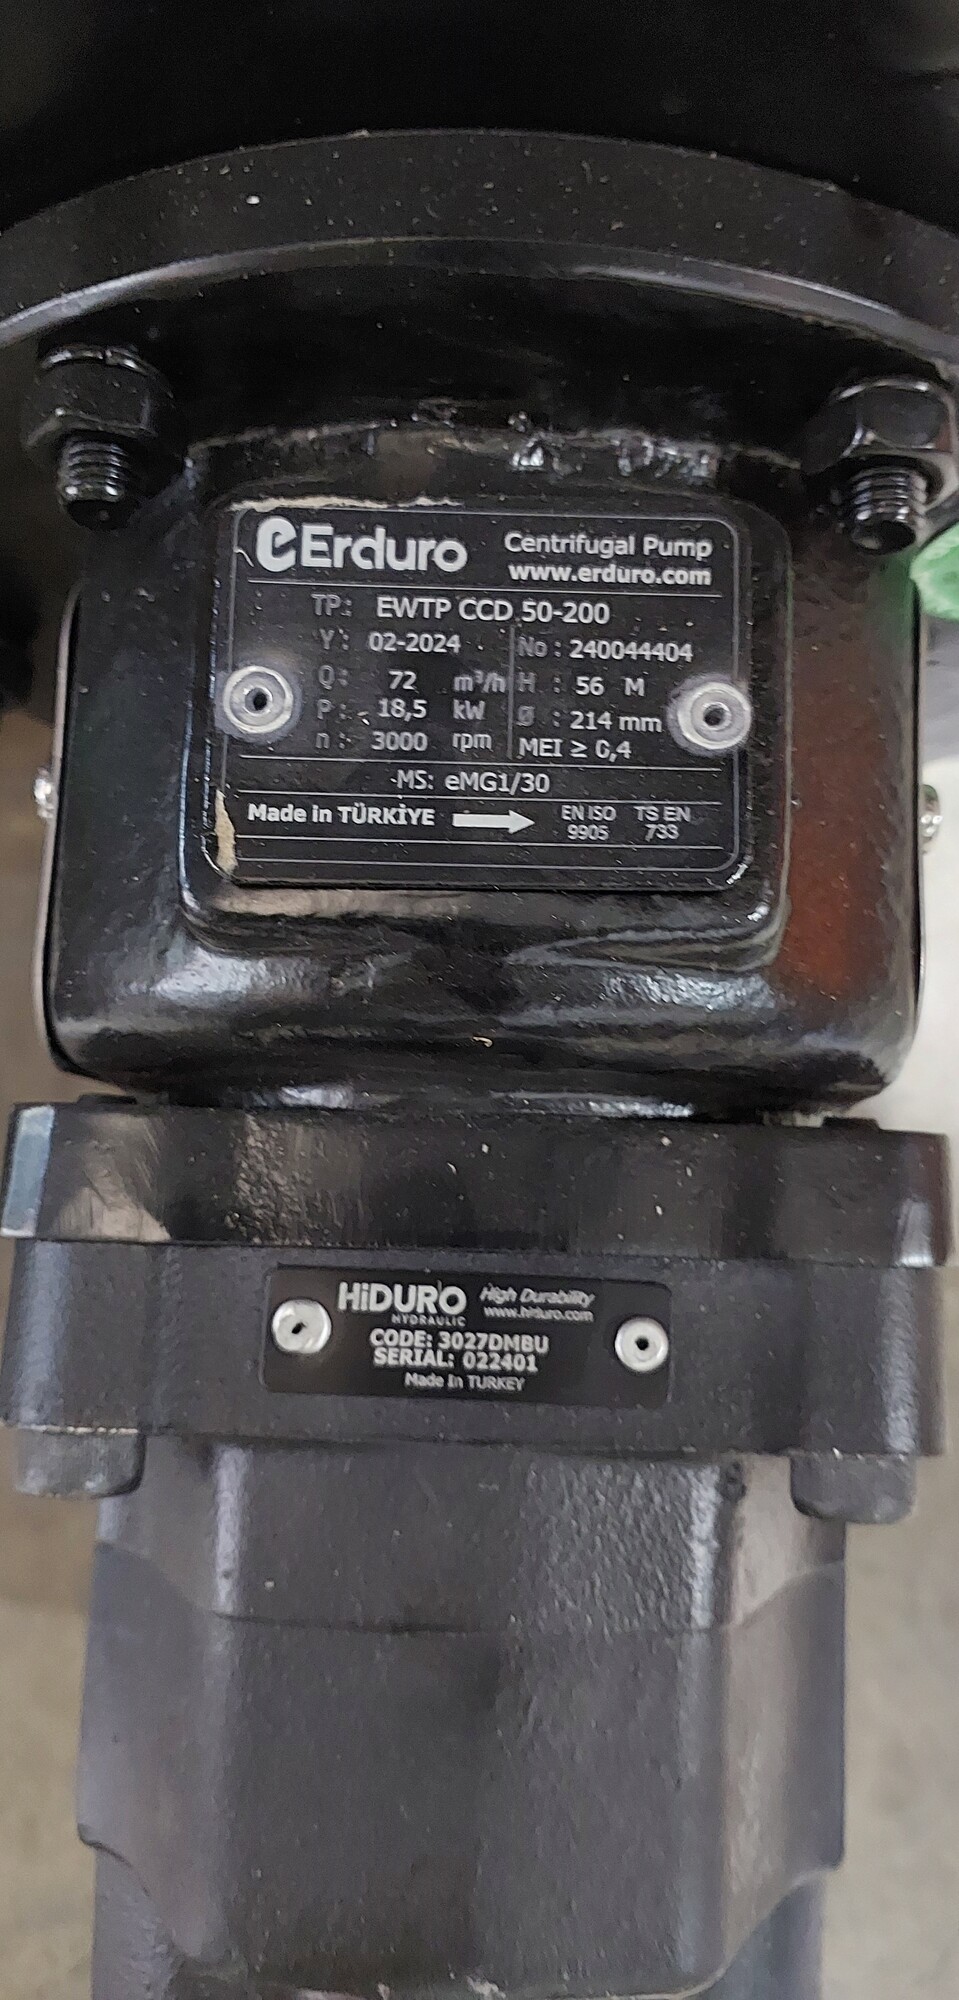 Erduro Centrifugal Pump
www.erduro.com
TP: EWTP CCD 50-200
Y: 02-2024 No: 240044404
Q: 72 m³/h H : 56 M
P: 18,5 kW Ø : 214 mm
n : 3000 rpm MEI ≥ 0,4
MS: eMG1/30
Made in TÜRKİYE EN ISO 9905 TS EN 733
HiDURO High Durability
HYDRAULIC www.hiduro.com
CODE: 3027DMBU
SERIAL: 022401
Made In TURKEY